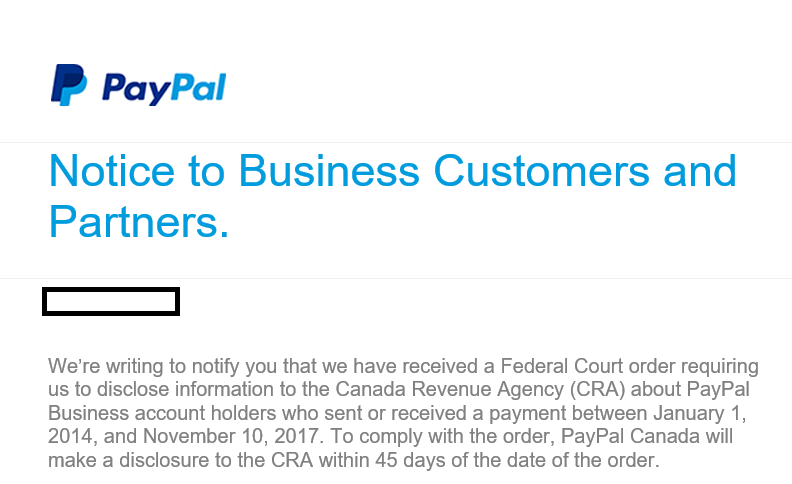 PayPal
Notice to Business Customers and
Partners.
We’re writing to notify you that we have received a Federal Court order requiring
us to disclose information to the Canada Revenue Agency (CRA) about PayPal
Business account holders who sent or received a payment between January 1,
2014, and November 10, 2017. To comply with the order, PayPal Canada will
make a disclosure to the CRA within 45 days of the date of the order.